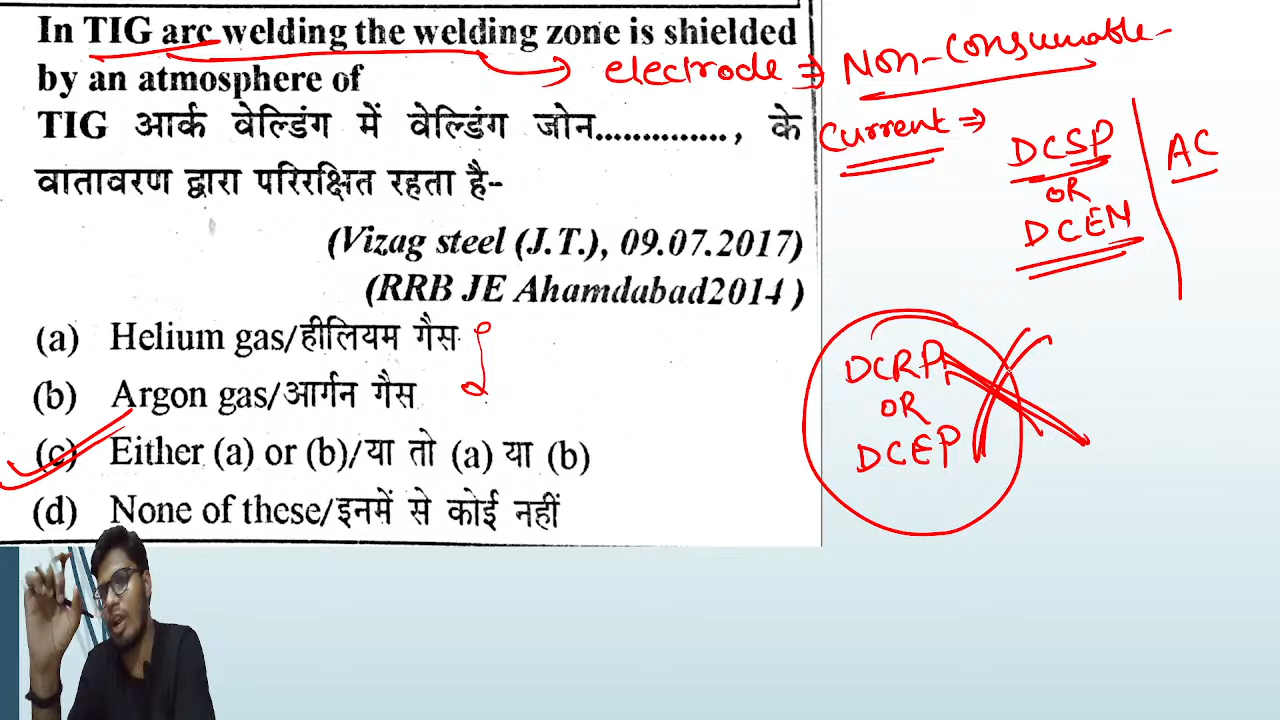 In TIG arc welding the welding zone is shielded
by an atmosphere of
TIG आर्क वेल्डिंग में वेल्डिंग जोन..............., के
वातावरण द्वारा परिरक्षित रहता है-
(Vizag steel (J.T.), 09.07.2017)
(RRB JE Ahamdabad2014 )
(a) Helium gas/हीलियम गैस
(b) Argon gas/आर्गन गैस
(c) Either (a) or (b)/या तो (a) या (b)
(d) None of these/इनमें से कोई नहीं
electrode ⇒ Non-Consumable-
Current ⇒
DCSP
OR
DCEN
AC
DCRP
OR
DCEP